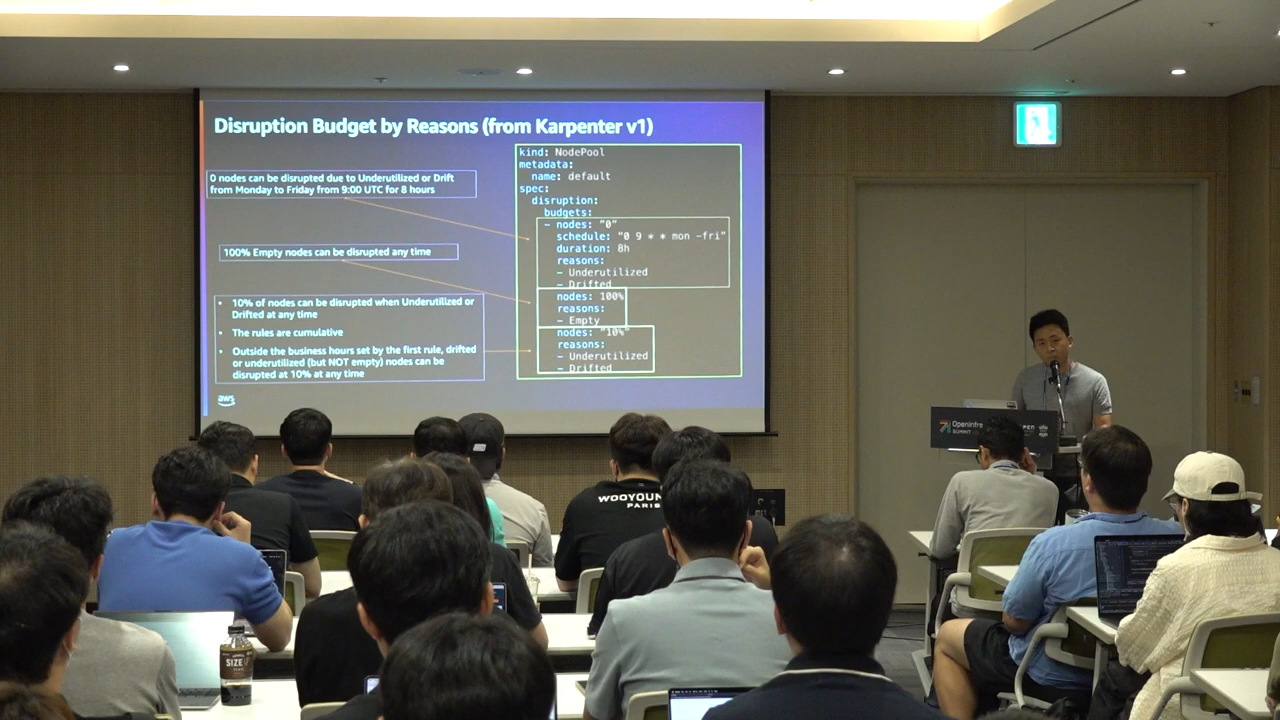 Disruption Budget by Reasons (from Karpenter v1)
0 nodes can be disrupted due to Underutilized or Drift
from Monday to Friday from 9:00 UTC for 8 hours
100% Empty nodes can be disrupted any time
• 10% of nodes can be disrupted when Underutilized or
Drifted at any time
• The rules are cumulative
• Outside the business hours set by the first rule, drifted
or underutilized (but NOT empty) nodes can be
disrupted at 10% at any time
kind: NodePool
metadata:
name: default
spec:
disruption:
budgets:
- nodes: "0"
schedule: "0 9 * * mon -fri"
duration: 8h
reasons:
- Underutilized
- Drifted
nodes: 100%
reasons:
- Empty
nodes: "10%"
reasons:
- Underutilized
- Drifted
aws
OpenInfra
SUMMIT
WOOYOUN
PARIS
SIZE